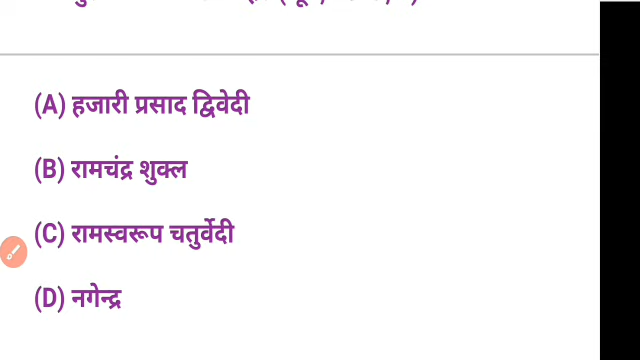 (A) हजारी प्रसाद द्विवेदी
(B) रामचंद्र शुक्ल
(C) रामस्वरूप चतुर्वेदी
(D) नगेन्द्र